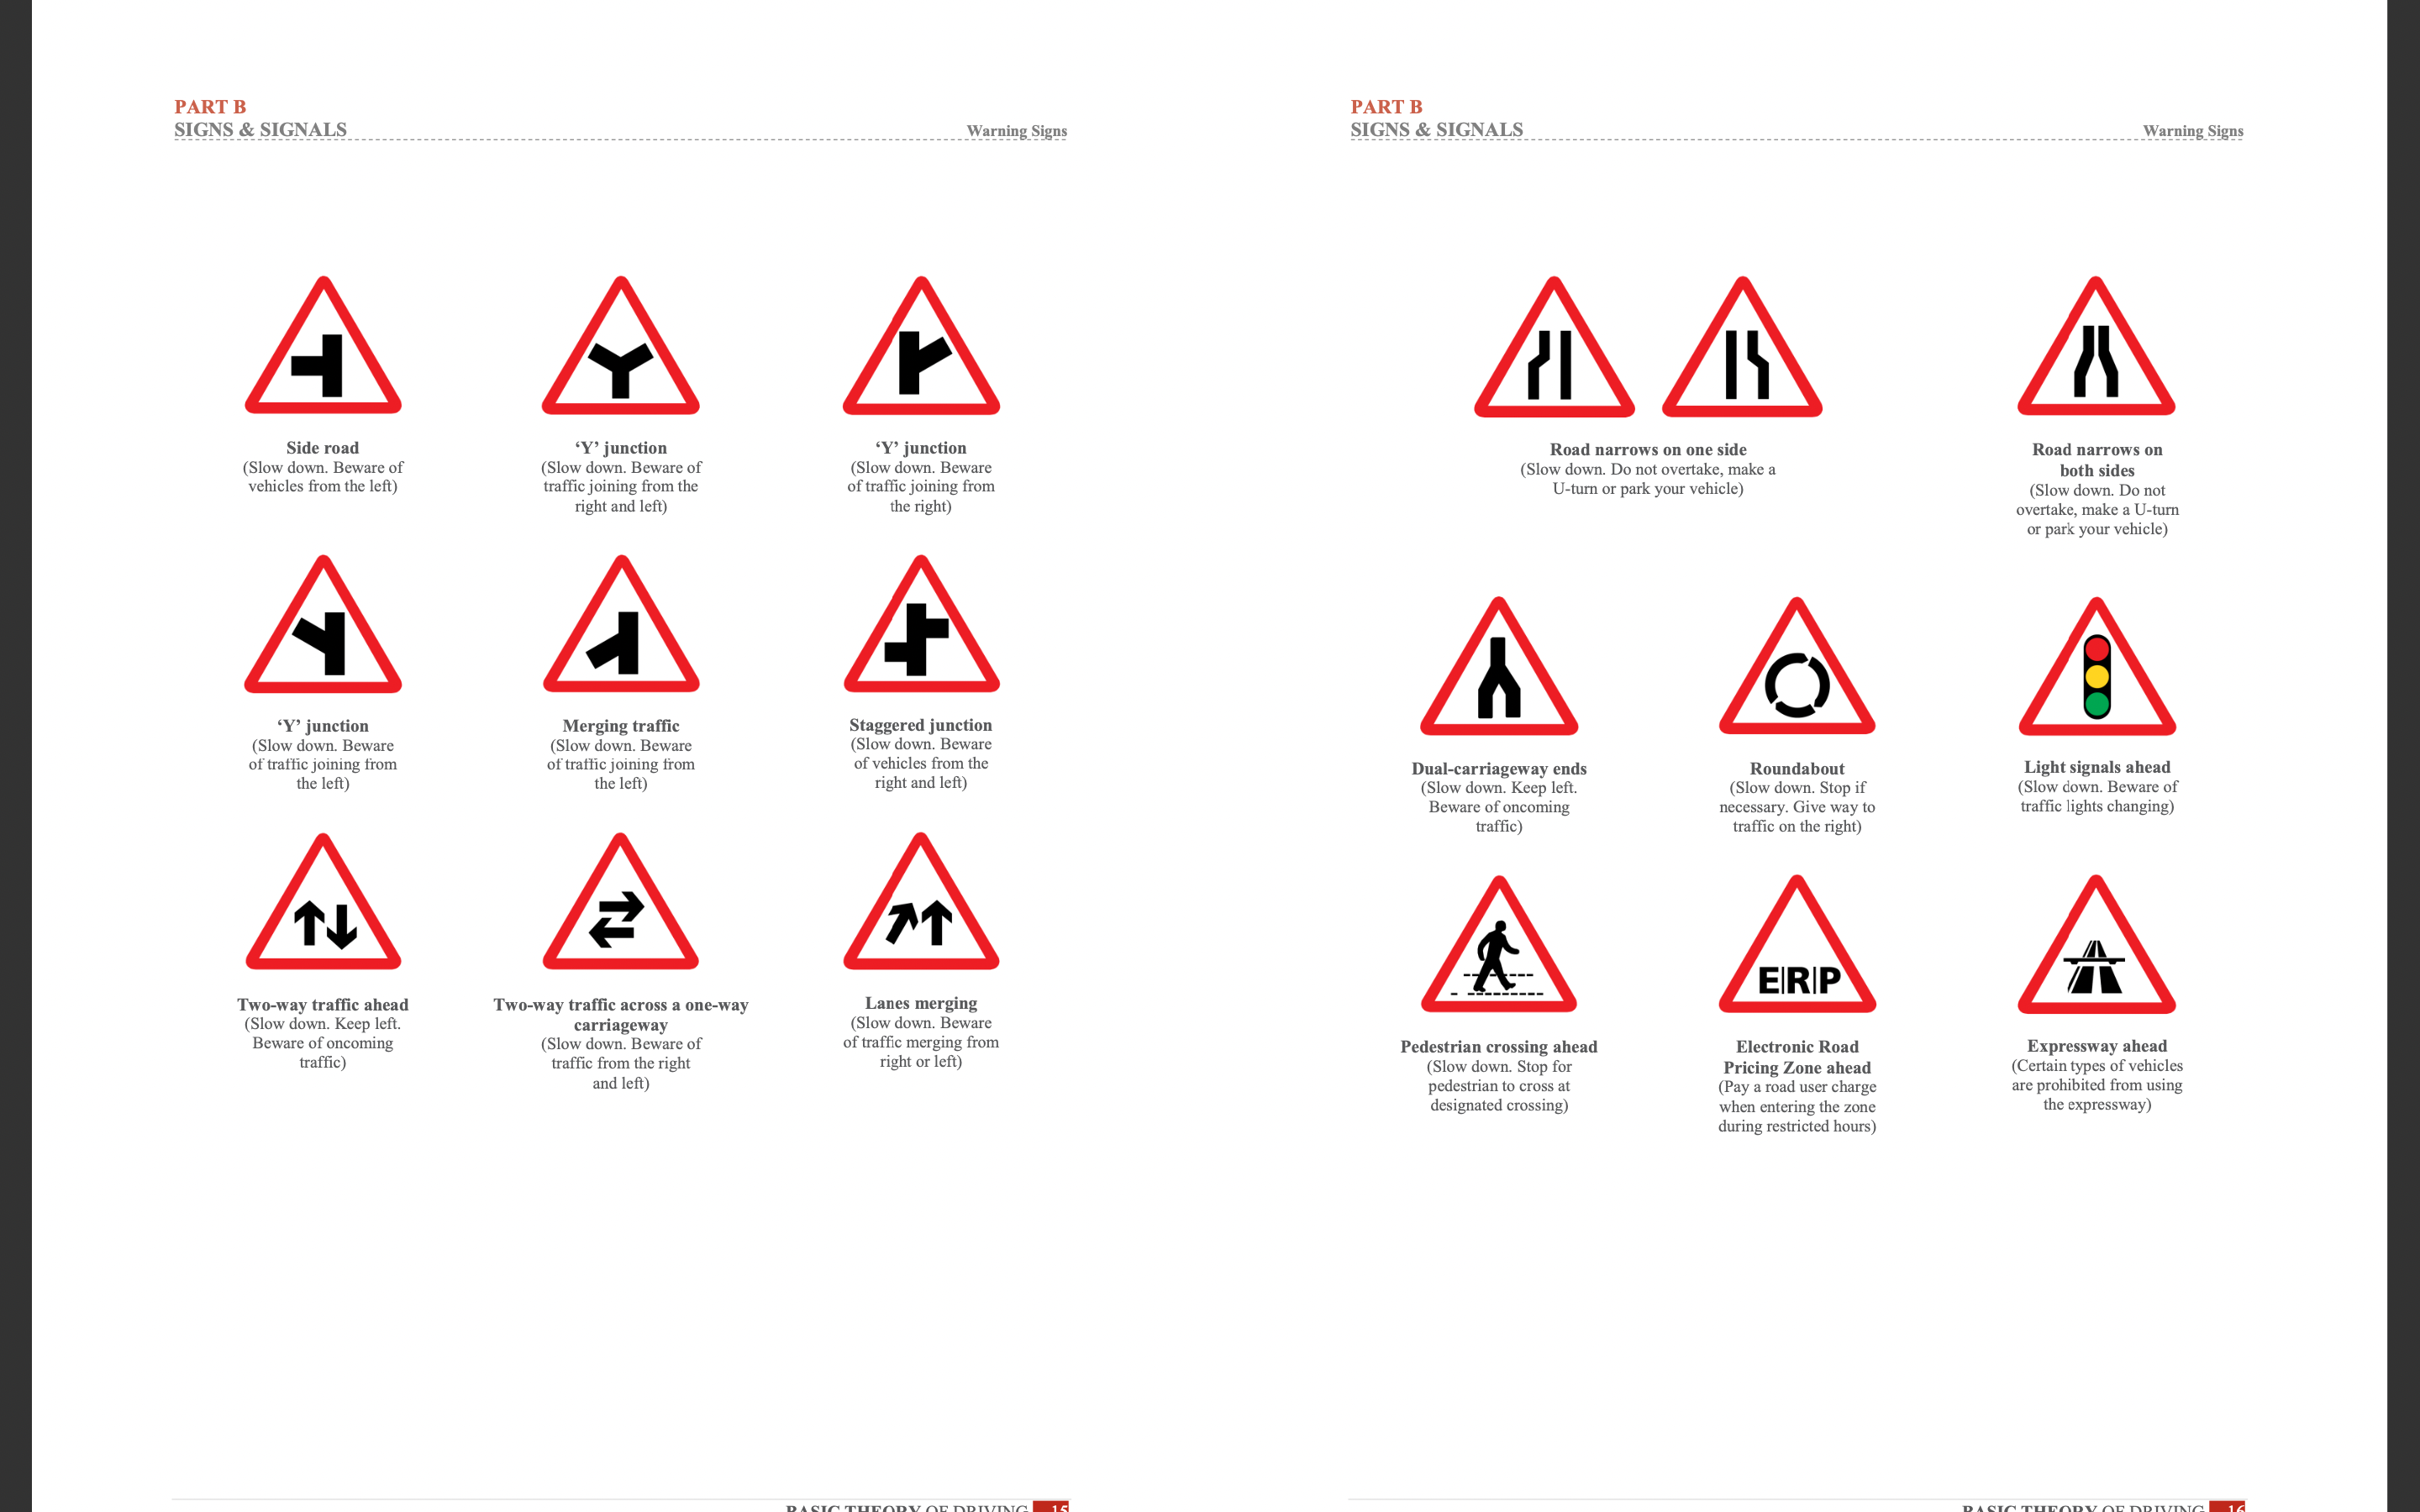 PART B
SIGNS & SIGNALS
Warning Signs
Side road
(Slow down. Beware of
vehicles from the left)
‘Y’ junction
(Slow down. Beware of
traffic joining from the
right and left)
‘Y’ junction
(Slow down. Beware
of traffic joining from
the right)
‘Y’ junction
(Slow down. Beware
of traffic joining from
the left)
Merging traffic
(Slow down. Beware
of traffic joining from
the left)
Staggered junction
(Slow down. Beware
of vehicles from the
right and left)
Two-way traffic ahead
(Slow down. Keep left.
Beware of oncoming
traffic)
Two-way traffic across a one-way
carriageway
(Slow down. Beware of
traffic from the right
and left)
Lanes merging
(Slow down. Beware
of traffic merging from
right or left)
BASIC THEORY OF DRIVING 15
PART B
SIGNS & SIGNALS
Warning Signs
Road narrows on one side
(Slow down. Do not overtake, make a
U-turn or park your vehicle)
Road narrows on
both sides
(Slow down. Do not
overtake, make a U-turn
or park your vehicle)
Dual-carriageway ends
(Slow down. Keep left.
Beware of oncoming
traffic)
Roundabout
(Slow down. Stop if
necessary. Give way to
traffic on the right)
Light signals ahead
(Slow down. Beware of
traffic lights changing)
Pedestrian crossing ahead
(Slow down. Stop for
pedestrian to cross at
designated crossing)
E|R|P
Electronic Road
Pricing Zone ahead
(Pay a road user charge
when entering the zone
during restricted hours)
Expressway ahead
(Certain types of vehicles
are prohibited from using
the expressway)
BASIC THEORY OF DRIVING 16